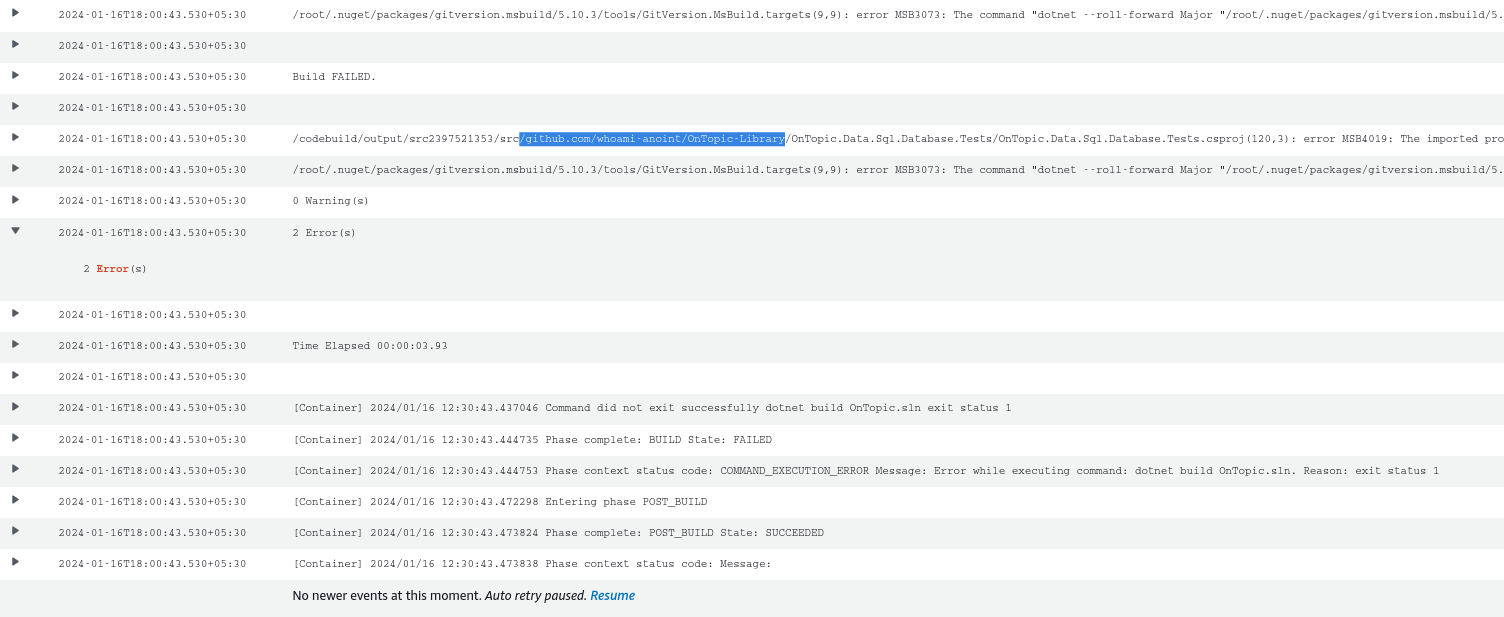 2024-01-16T18:00:43.530+05:30 /root/.nuget/packages/gitversion.msbuild/5.10.3/tools/GitVersion.MsBuild.targets(9,9): error MSB3073: The command "dotnet --roll-forward Major "/root/.nuget/packages/gitversion.msbuild/5.
2024-01-16T18:00:43.530+05:30
2024-01-16T18:00:43.530+05:30 Build FAILED.
2024-01-16T18:00:43.530+05:30
2024-01-16T18:00:43.530+05:30 /codebuild/output/src2397521353/src/github.com/whoami-anoint/OnTopic-Library/OnTopic.Data.Sql.Database.Tests/OnTopic.Data.Sql.Database.Tests.csproj(120,3): error MSB4019: The imported pro
2024-01-16T18:00:43.530+05:30 /root/.nuget/packages/gitversion.msbuild/5.10.3/tools/GitVersion.MsBuild.targets(9,9): error MSB3073: The command "dotnet --roll-forward Major "/root/.nuget/packages/gitversion.msbuild/5.
2024-01-16T18:00:43.530+05:30 0 Warning(s)
2024-01-16T18:00:43.530+05:30 2 Error(s)
2 Error(s)
2024-01-16T18:00:43.530+05:30
2024-01-16T18:00:43.530+05:30 Time Elapsed 00:00:03.93
2024-01-16T18:00:43.530+05:30
2024-01-16T18:00:43.530+05:30 [Container] 2024/01/16 12:30:43.437046 Command did not exit successfully dotnet build OnTopic.sln exit status 1
2024-01-16T18:00:43.530+05:30 [Container] 2024/01/16 12:30:43.444735 Phase complete: BUILD State: FAILED
2024-01-16T18:00:43.530+05:30 [Container] 2024/01/16 12:30:43.444753 Phase context status code: COMMAND_EXECUTION_ERROR Message: Error while executing command: dotnet build OnTopic.sln. Reason: exit status 1
2024-01-16T18:00:43.530+05:30 [Container] 2024/01/16 12:30:43.472298 Entering phase POST_BUILD
2024-01-16T18:00:43.530+05:30 [Container] 2024/01/16 12:30:43.473824 Phase complete: POST_BUILD State: SUCCEEDED
2024-01-16T18:00:43.530+05:30 [Container] 2024/01/16 12:30:43.473838 Phase context status code: Message:
No newer events at this moment. Auto retry paused. Resume